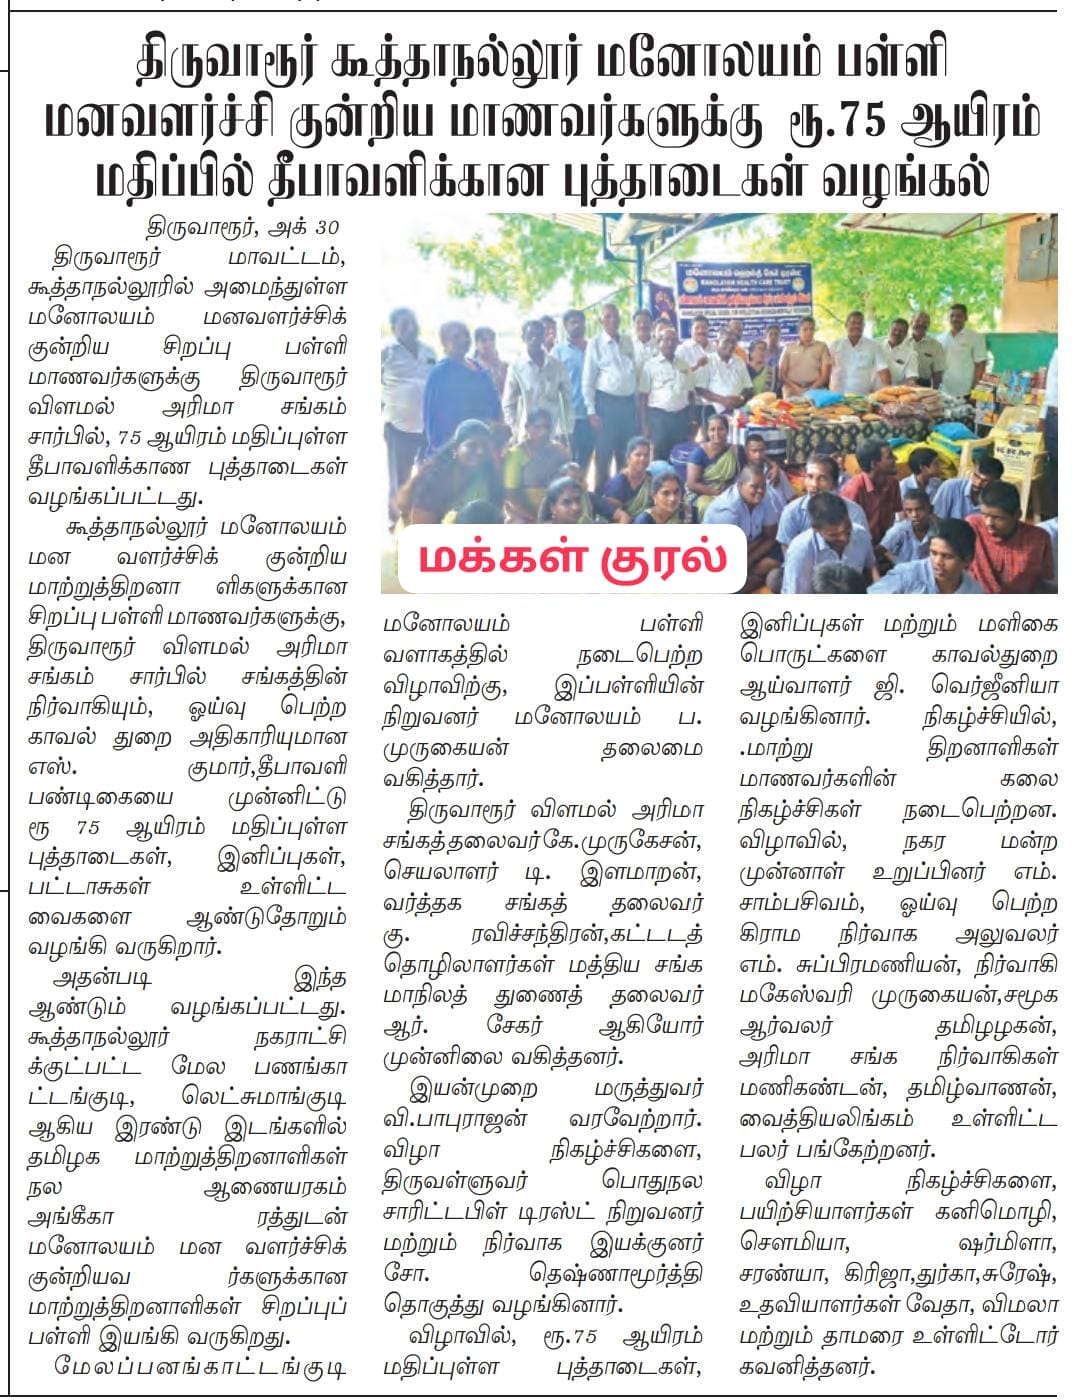 திருவாரூர் கூத்தாநல்லூர் மனோலயம் பள்ளி
மனவளர்ச்சி குன்றிய மாணவர்களுக்கு ரூ.75 ஆயிரம்
மதிப்பில் தீபாவளிக்கான புத்தாடைகள் வழங்கல்
திருவாரூர், அக் 30
திருவாரூர் மாவட்டம்,
கூத்தாநல்லூரில் அமைந்துள்ள
மனோலயம் மனவளர்ச்சிக்
குன்றிய சிறப்பு பள்ளி
மாணவர்களுக்கு திருவாரூர்
விளமல் அரிமா சங்கம்
சார்பில், 75 ஆயிரம் மதிப்புள்ள
தீபாவளிக்காண புத்தாடைகள்
வழங்கப்பட்டது.
கூத்தாநல்லூர் மனோலயம்
மன வளர்ச்சிக் குன்றிய
மாற்றுத்திறனா ளிகளுக்கான
சிறப்பு பள்ளி மாணவர்களுக்கு,
திருவாரூர் விளமல் அரிமா
சங்கம் சார்பில் சங்கத்தின்
நிர்வாகியும், ஓய்வு பெற்ற
காவல் துறை அதிகாரியுமான
எஸ். குமார்,தீபாவளி
பண்டிகையை முன்னிட்டு
ரூ 75 ஆயிரம் மதிப்புள்ள
புத்தாடைகள், இனிப்புகள்,
பட்டாசுகள் உள்ளிட்ட
வைகளை ஆண்டுதோறும்
வழங்கி வருகிறார்.
அதன்படி இந்த
ஆண்டும் வழங்கப்பட்டது.
கூத்தாநல்லூர் நகராட்சி
க்குட்பட்ட மேல பணங்கா
ட்டங்குடி, லெட்சுமாங்குடி
ஆகிய இரண்டு இடங்களில்
தமிழக மாற்றுத்திறனாளிகள்
நல ஆணையரகம்
அங்கீகா ரத்துடன்
மனோலயம் மன வளர்ச்சிக்
குன்றியவ ர்களுக்கான
மாற்றுத்திறனாளிகள் சிறப்புப்
பள்ளி இயங்கி வருகிறது.
மேலப்பனங்காட்டங்குடி
மனோலயம் ஹெல்த் கேர் டிரஸ்ட்
MANOLAYAM HEALTH CARE TRUST
மக்கள் குரல்
மனோலயம் பள்ளி
வளாகத்தில் நடைபெற்ற
விழாவிற்கு, இப்பள்ளியின்
நிறுவனர் மனோலயம் ப.
முருகையன் தலைமை
வகித்தார்.
திருவாரூர் விளமல் அரிமா
சங்கத்தலைவர்கே.முருகேசன்,
செயலாளர் டி. இளமாறன்,
வர்த்தக சங்கத் தலைவர்
கு. ரவிச்சந்திரன்,கட்டடத்
தொழிலாளர்கள் மத்திய சங்க
மாநிலத் துணைத் தலைவர்
ஆர். சேகர் ஆகியோர்
முன்னிலை வகித்தனர்.
இயன்முறை மருத்துவர்
வி.பாபுராஜன் வரவேற்றார்.
விழா நிகழ்ச்சிகளை,
திருவள்ளுவர் பொதுநல
சாரிட்டபிள் டிரஸ்ட் நிறுவனர்
மற்றும் நிர்வாக இயக்குனர்
சோ. தெஷ்ணாமூர்த்தி
தொகுத்து வழங்கினார்.
விழாவில், ரூ.75 ஆயிரம்
மதிப்புள்ள புத்தாடைகள்,
இனிப்புகள் மற்றும் மளிகை
பொருட்களை காவல்துறை
ஆய்வாளர் ஜி. வெர்ஜீனியா
வழங்கினார். நிகழ்ச்சியில்,
.மாற்று திறனாளிகள்
மாணவர்களின் கலை
நிகழ்ச்சிகள் நடைபெற்றன.
விழாவில், நகர மன்ற
முன்னாள் உறுப்பினர் எம்.
சாம்பசிவம், ஓய்வு பெற்ற
கிராம நிர்வாக அலுவலர்
எம். சுப்பிரமணியன், நிர்வாகி
மகேஸ்வரி முருகையன்,சமூக
ஆர்வலர் தமிழழகன்,
அரிமா சங்க நிர்வாகிகள்
மணிகண்டன், தமிழ்வாணன்,
வைத்தியலிங்கம் உள்ளிட்ட
பலர் பங்கேற்றனர்.
விழா நிகழ்ச்சிகளை,
பயிற்சியாளர்கள் கனிமொழி,
சௌமியா, ஷர்மிளா,
சரண்யா, கிரிஜா,துர்கா,சுரேஷ்,
உதவியாளர்கள் வேதா, விமலா
மற்றும் தாமரை உள்ளிட்டோர்
கவனித்தனர்.